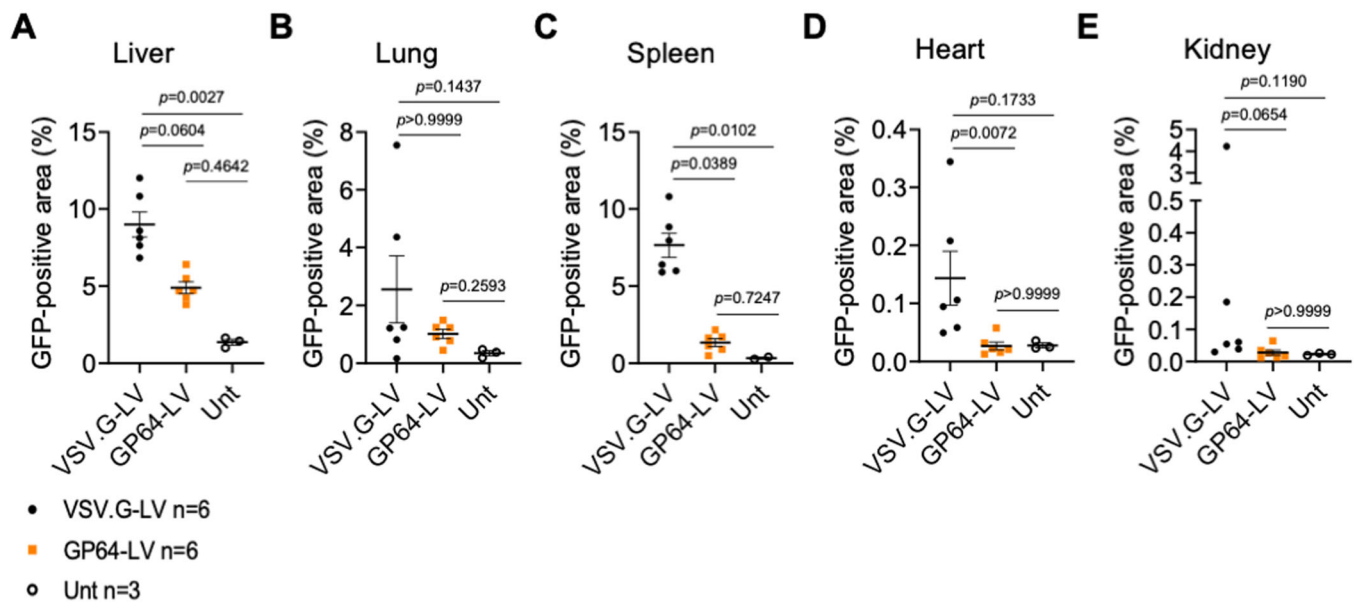 A
Liver
p=0.0027
p=0.0604
p=0.4642
GFP-positive area (%)
15
10
5
0
VSV.G-LV
GP64-LV
Unt
B
Lung
p=0.1437
p>0.9999
p=0.2593
GFP-positive area (%)
8
6
4
2
0
VSV.G-LV
GP64-LV
Unt
C
Spleen
p=0.0102
p=0.0389
p=0.7247
GFP-positive area (%)
15
10
5
0
VSV.G-LV
GP64-LV
Unt
D
Heart
p=0.1733
p=0.0072
p>0.9999
GFP-positive area (%)
0.4
0.3
0.2
0.1
0.0
VSV.G-LV
GP64-LV
Unt
E
Kidney
p=0.1190
p=0.0654
p>0.9999
GFP-positive area (%)
5
4
3
0.5
0.4
0.3
0.2
0.1
0.0
VSV.G-LV
GP64-LV
Unt
VSV.G-LV n=6
GP64-LV n=6
Unt n=3